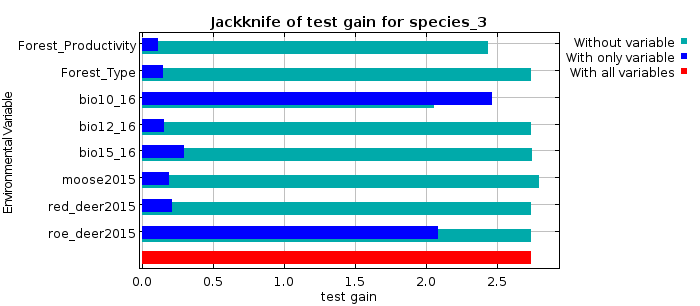 Jackknife of test gain for species_3
Without variable
With only variable
With all variables
Environmental Variable
Forest_Productivity
Forest_Type
bio10_16
bio12_16
bio15_16
moose2015
red_deer2015
roe_deer2015
0.0 0.5 1.0 1.5 2.0 2.5
test gain